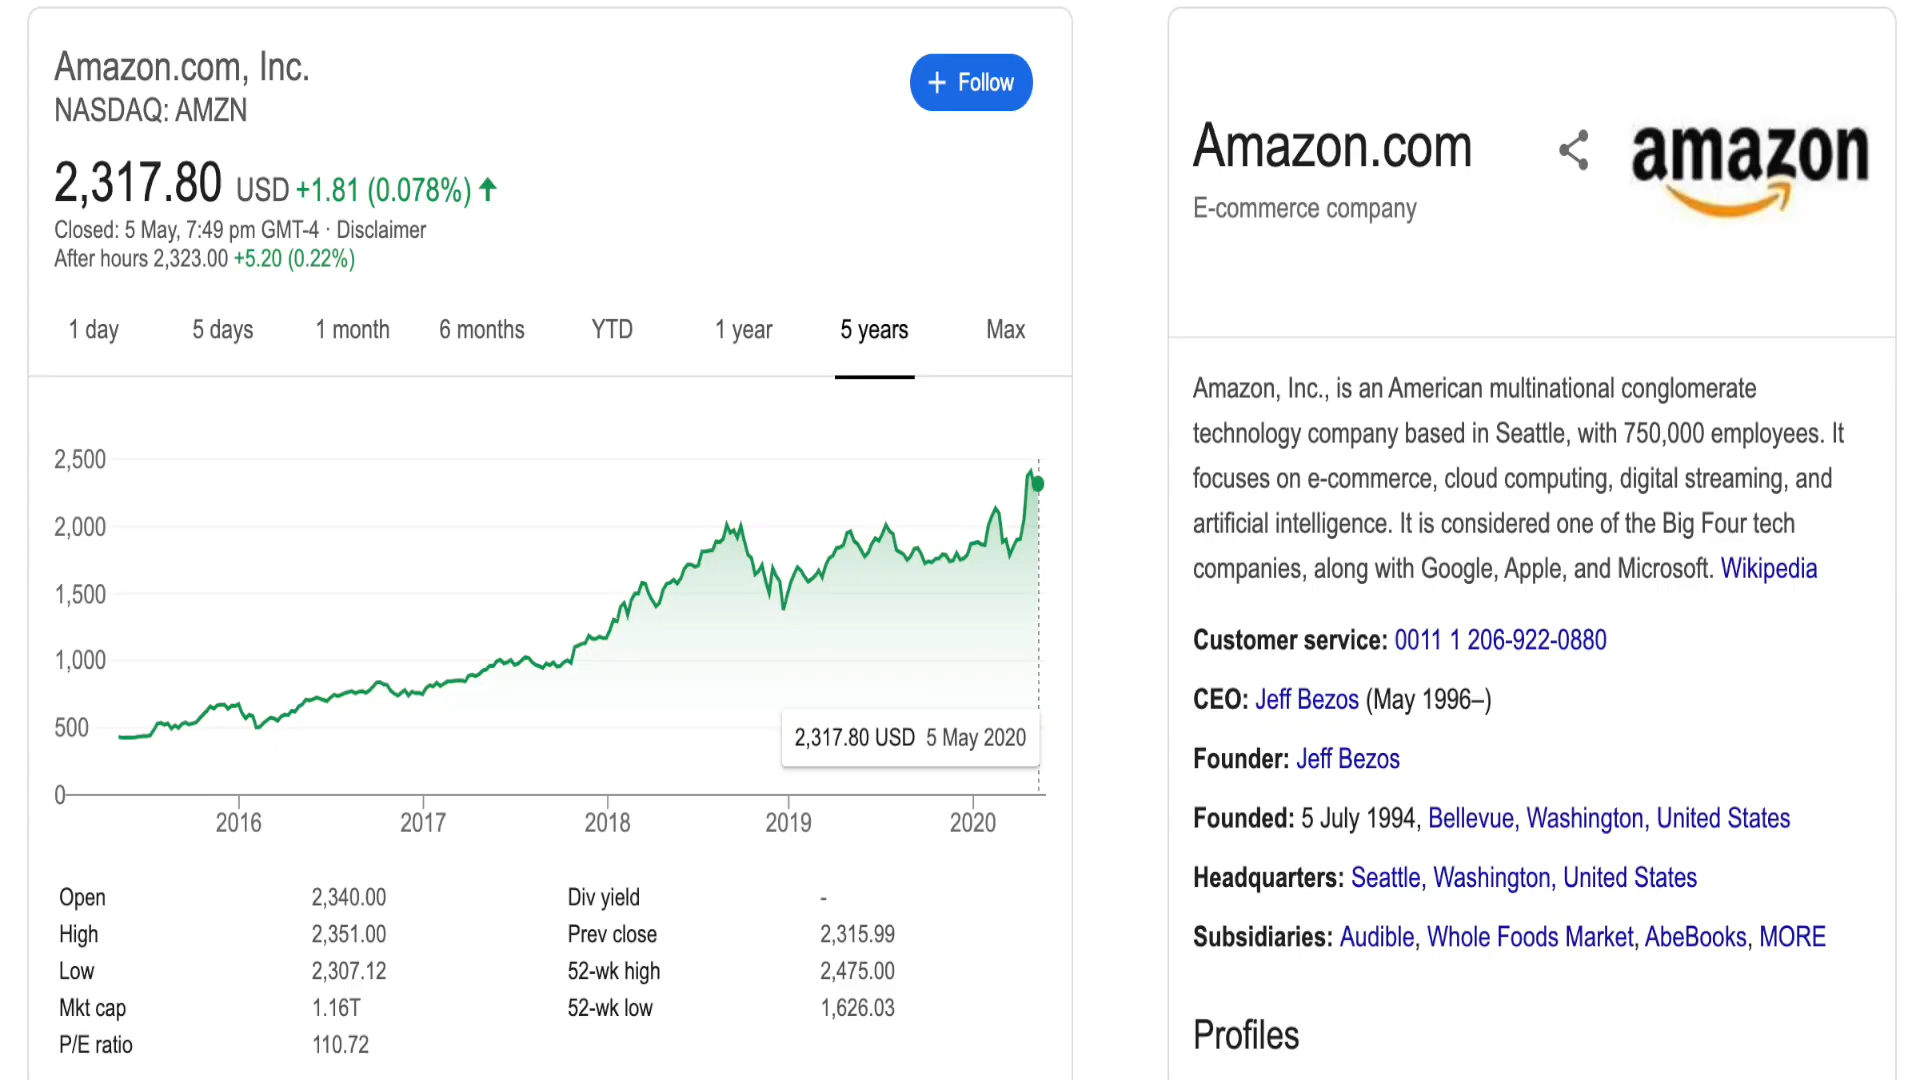 Amazon.com, Inc.
NASDAQ: AMZN
+ Follow
2,317.80 USD +1.81 (0.078%)
Closed: 5 May, 7:49 pm GMT-4 · Disclaimer
After hours 2,323.00 +5.20 (0.22%)
1 day 5 days 1 month 6 months YTD 1 year 5 years Max
2,500
2,000
1,500
1,000
500
0
2,317.80 USD 5 May 2020
2016 2017 2018 2019 2020
Open 2,340.00 Div yield -
High 2,351.00 Prev close 2,315.99
Low 2,307.12 52-wk high 2,475.00
Mkt cap 1.16T 52-wk low 1,626.03
P/E ratio 110.72
Amazon.com
E-commerce company
amazon
Amazon, Inc., is an American multinational conglomerate
technology company based in Seattle, with 750,000 employees. It
focuses on e-commerce, cloud computing, digital streaming, and
artificial intelligence. It is considered one of the Big Four tech
companies, along with Google, Apple, and Microsoft. Wikipedia
Customer service: 0011 1 206-922-0880
CEO: Jeff Bezos (May 1996–)
Founder: Jeff Bezos
Founded: 5 July 1994, Bellevue, Washington, United States
Headquarters: Seattle, Washington, United States
Subsidiaries: Audible, Whole Foods Market, AbeBooks, MORE
Profiles